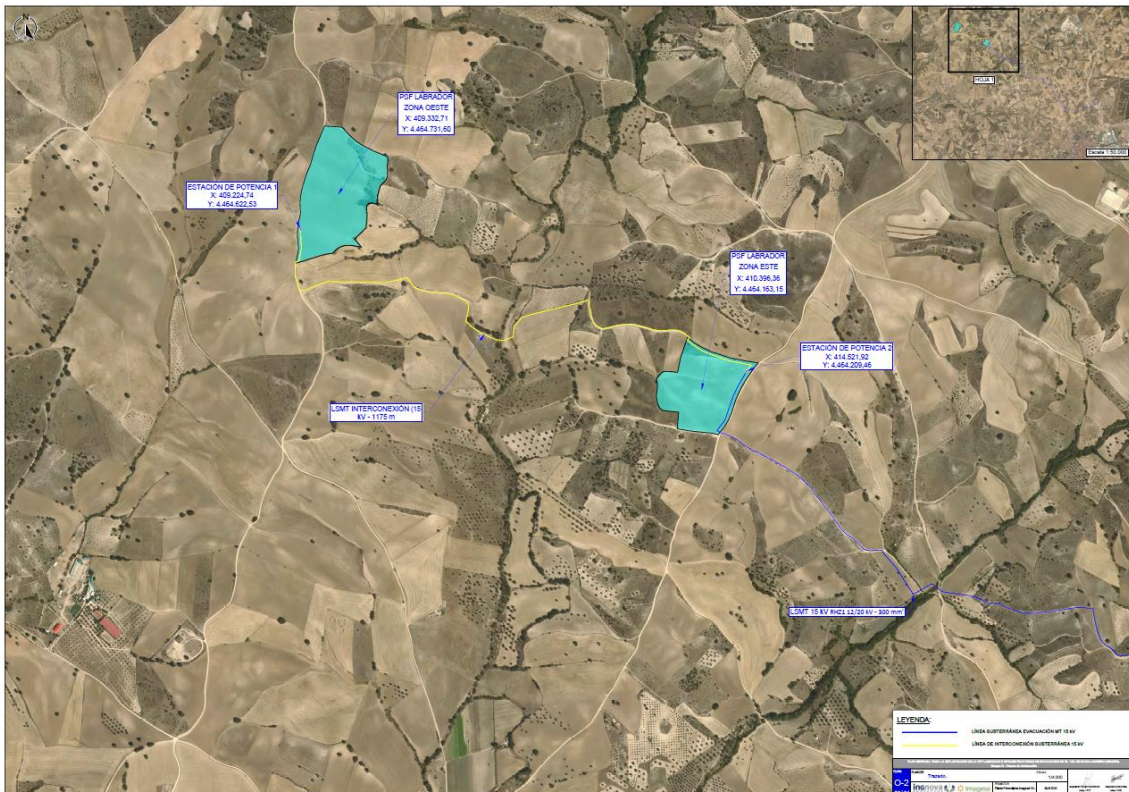 N
HOJA 1
Escala 1:50.000
PSF LABRADOR
ZONA OESTE
X: 409.332,71
Y: 4.464.731,60
ESTACIÓN DE POTENCIA 1
X: 409.224,74
Y: 4.464.622,53
PSF LABRADOR
ZONA ESTE
X: 410.396,36
Y: 4.464.163,15
ESTACIÓN DE POTENCIA 2
X: 414.521,92
Y: 4.464.209,46
LSMT INTERCONEXIÓN (15
KV - 1175 m
LSMT 15 KV RHZ1 12/20 KV - 300 mm²
LEYENDA:
LÍNEA SUBTERRÁNEA EVACUACIÓN MT 15 kV
LÍNEA DE INTERCONEXIÓN SUBTERRÁNEA 15 kV
O-2
Trazado.
ingnova